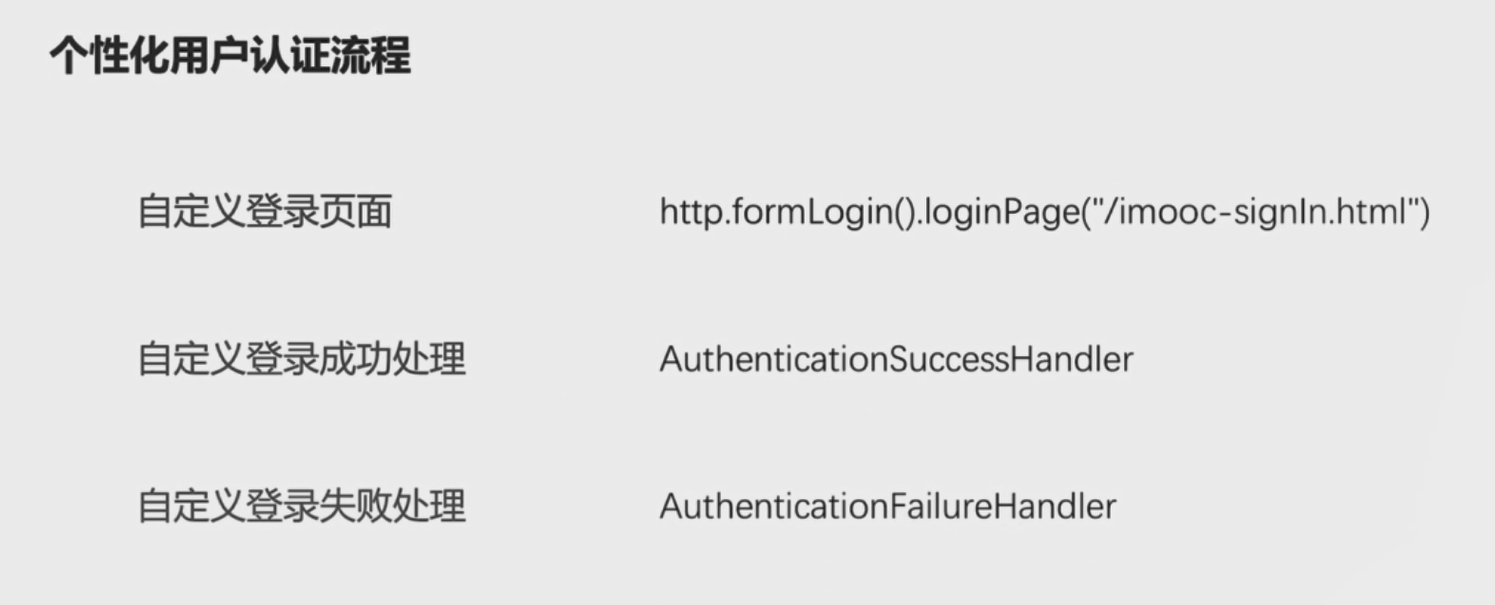 个性化用户认证流程
自定义登录页面 http.formLogin().loginPage("/imooc-signIn.html")
自定义登录成功处理 AuthenticationSuccessHandler
自定义登录失败处理 AuthenticationFailureHandler